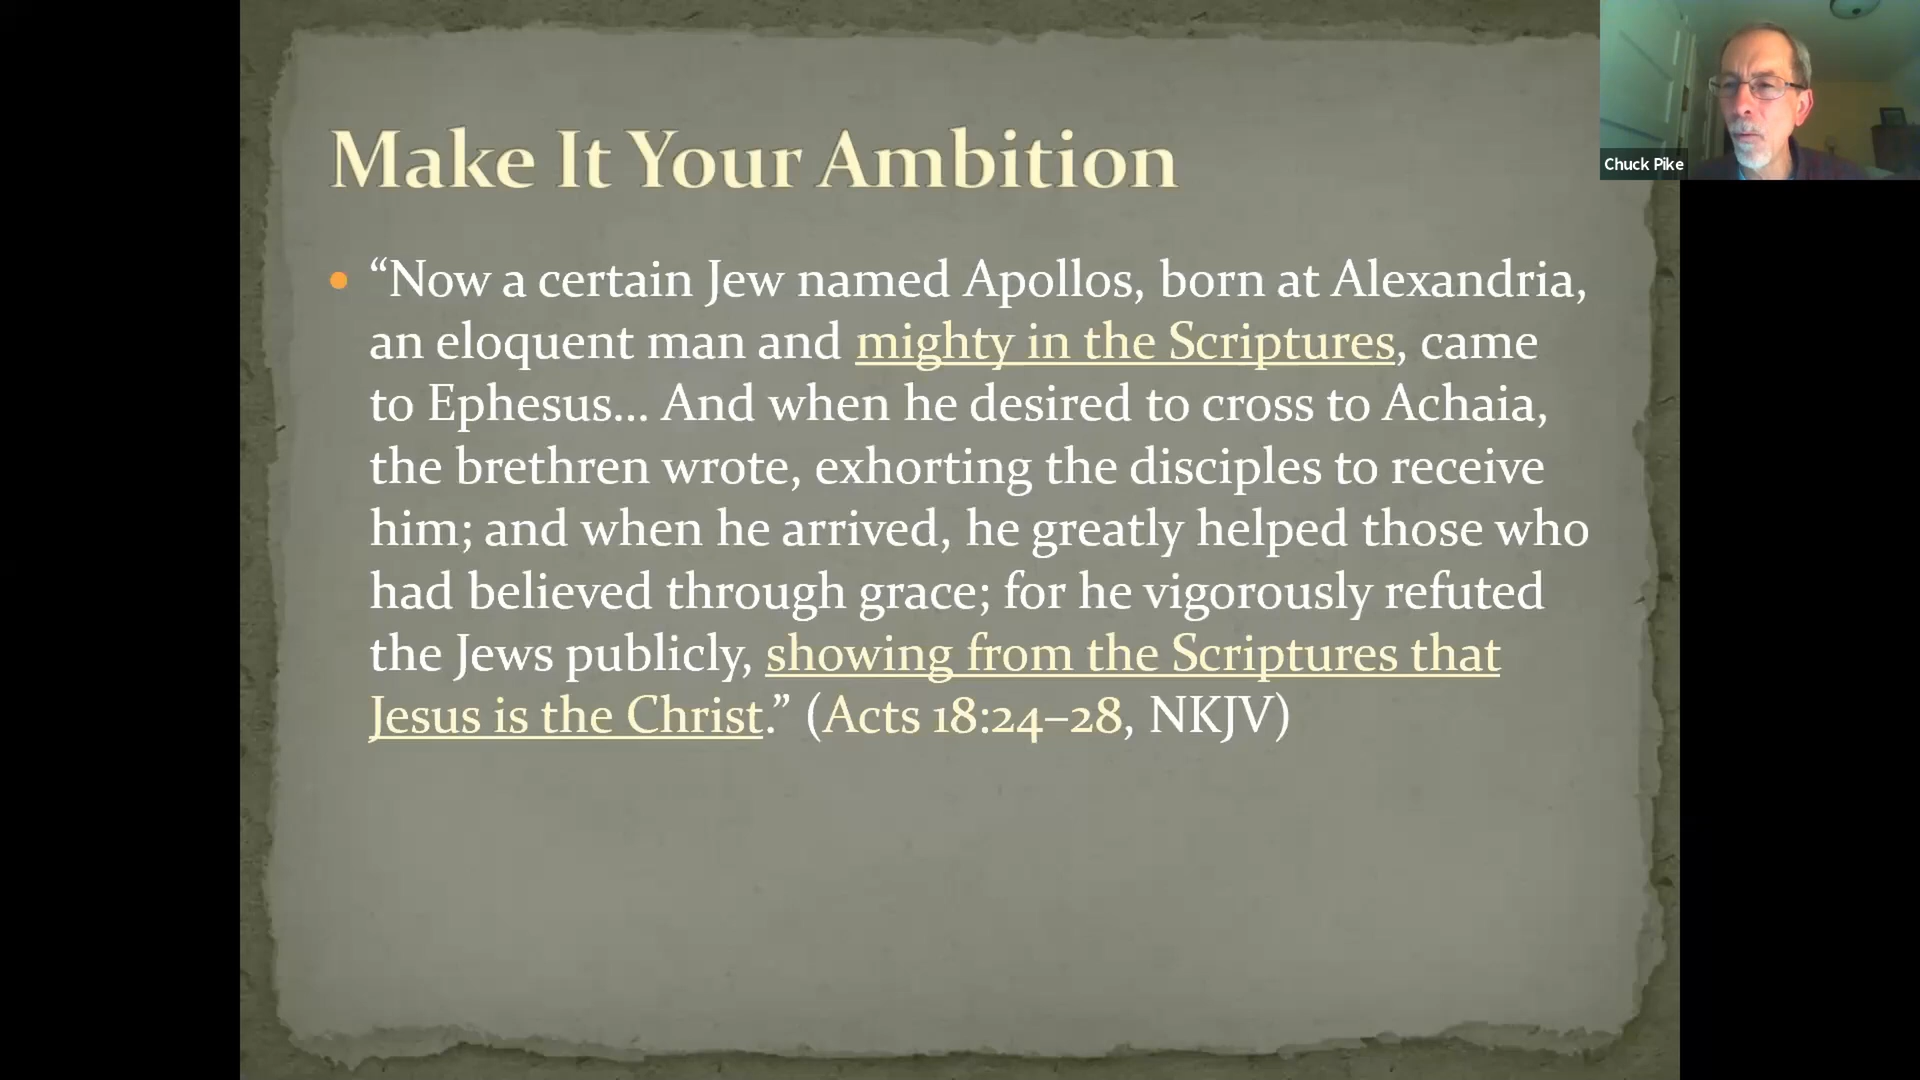 Make It Your Ambition
Chuck Pike
• “Now a certain Jew named Apollos, born at Alexandria,
an eloquent man and mighty in the Scriptures, came
to Ephesus... And when he desired to cross to Achaia,
the brethren wrote, exhorting the disciples to receive
him; and when he arrived, he greatly helped those who
had believed through grace; for he vigorously refuted
the Jews publicly, showing from the Scriptures that
Jesus is the Christ.” (Acts 18:24–28, NKJV)